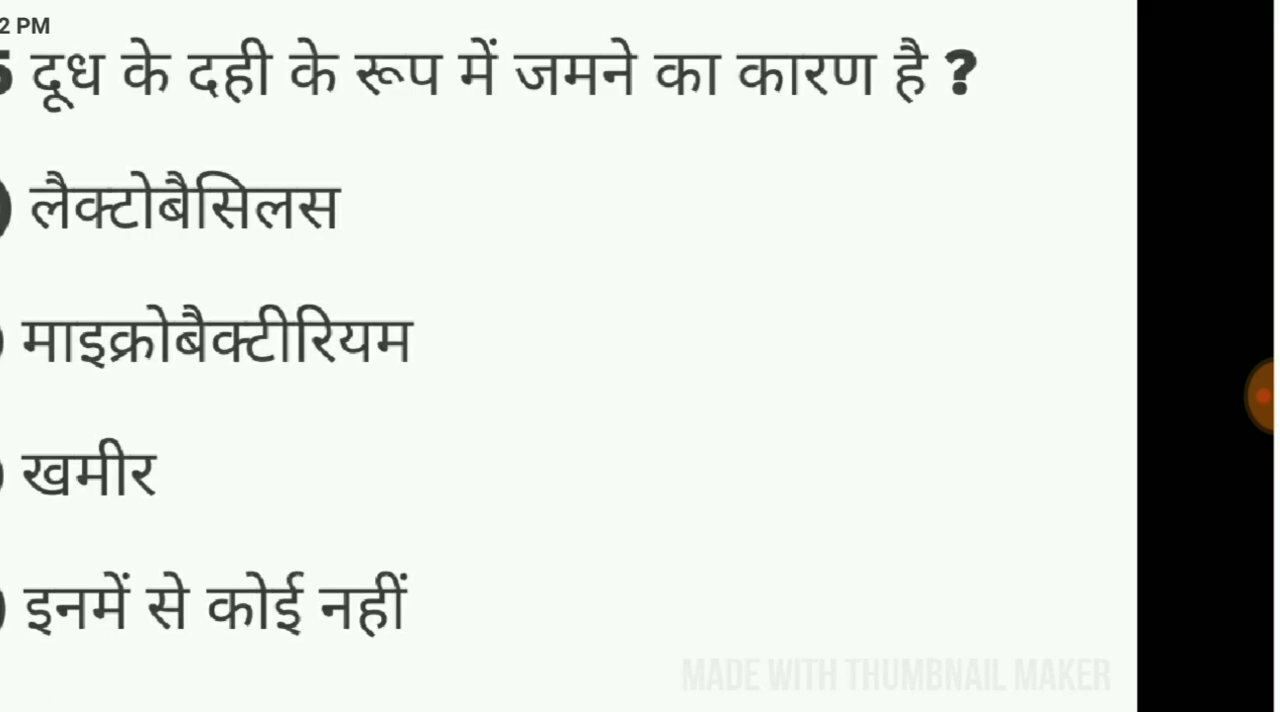 2 PM
5 दूध के दही के रूप में जमने का कारण है ?
) लैक्टोबैसिलस
) माइक्रोबैक्टीरियम
) खमीर
) इनमें से कोई नहीं
MADE WITH THUMBNAIL MAKER